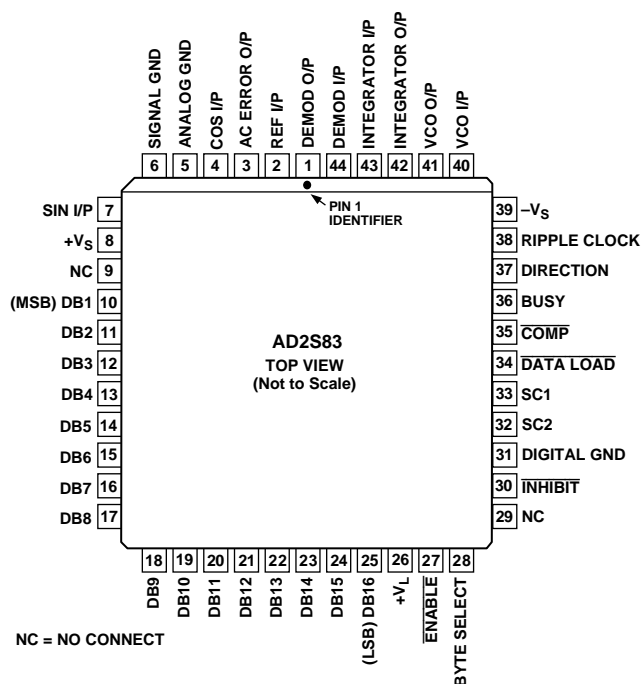 SIGNAL GND
ANALOG GND
COS I/P
AC ERROR O/P
REF I/P
DEMOD O/P
DEMOD I/P
INTEGRATOR I/P
INTEGRATOR O/P
VCO O/P
VCO I/P
6 5 4 3 2 1 44 43 42 41 40
PIN 1
IDENTIFIER
SIN I/P 7
+VS 8
NC 9
(MSB) DB1 10
DB2 11
DB3 12
DB4 13
DB5 14
DB6 15
DB7 16
DB8 17
AD2S83
TOP VIEW
(Not to Scale)
39 –VS
38 RIPPLE CLOCK
37 DIRECTION
36 BUSY
35 COMP
34 DATA LOAD
33 SC1
32 SC2
31 DIGITAL GND
30 INHIBIT
29 NC
18 19 20 21 22 23 24 25 26 27 28
DB9
DB10
DB11
DB12
DB13
DB14
DB15
(LSB) DB16
+VL
ENABLE
BYTE SELECT
NC = NO CONNECT